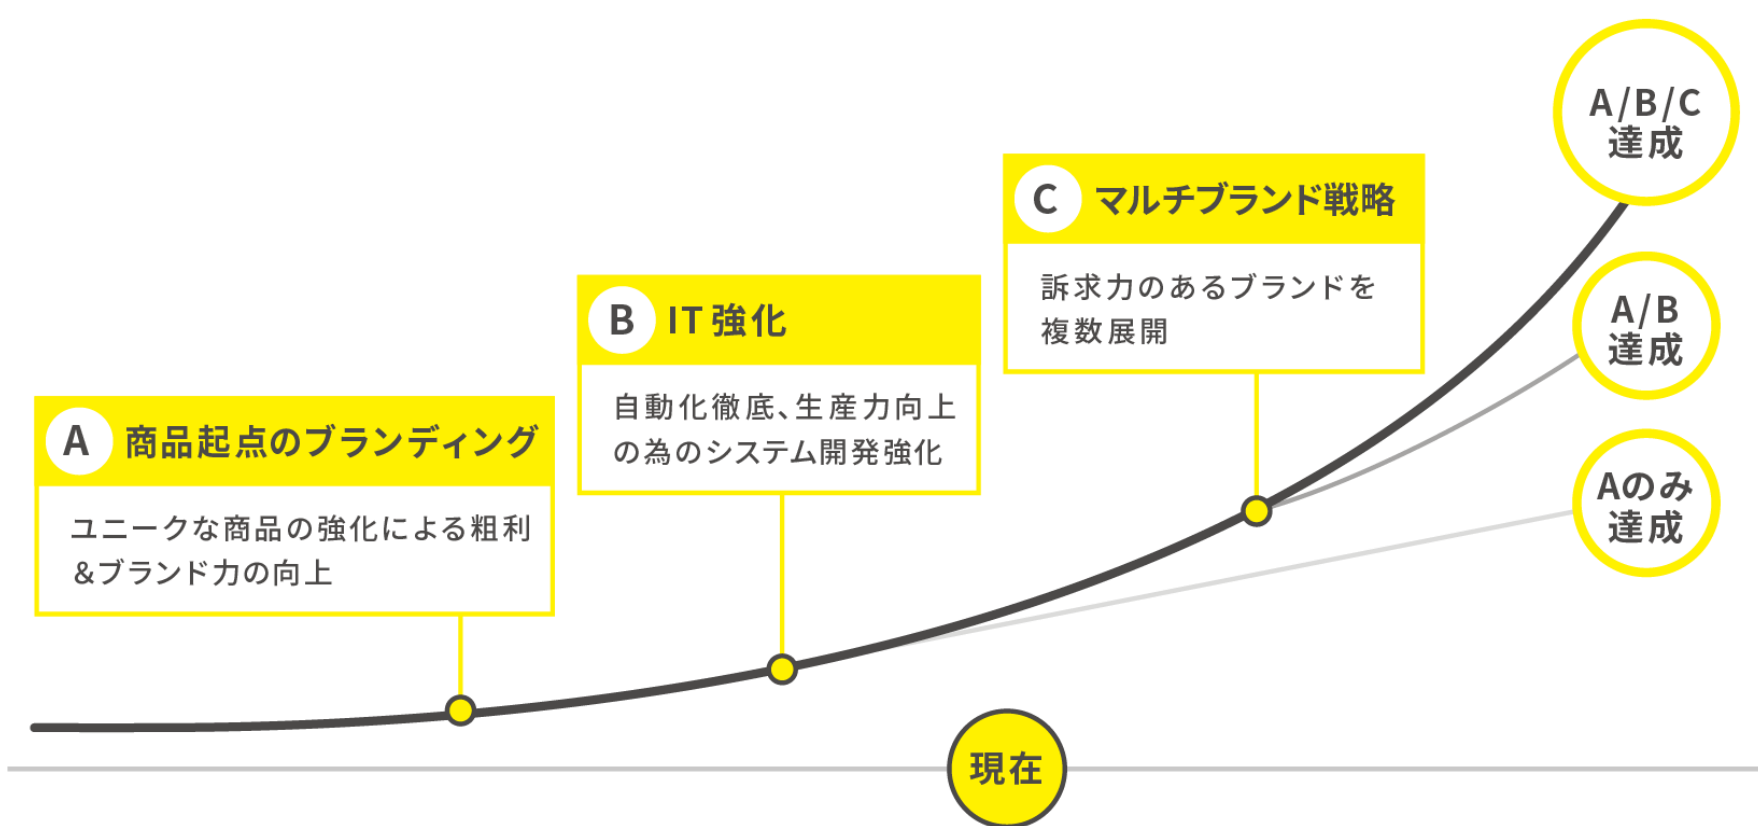 A/B/C
達成
C マルチブランド戦略
訴求力のあるブランドを
複数展開
A/B
達成
B IT強化
自動化徹底、生産力向上
の為のシステム開発強化
A 商品起点のブランディング
ユニークな商品の強化による粗利
&ブランド力の向上
Aのみ
達成
現在